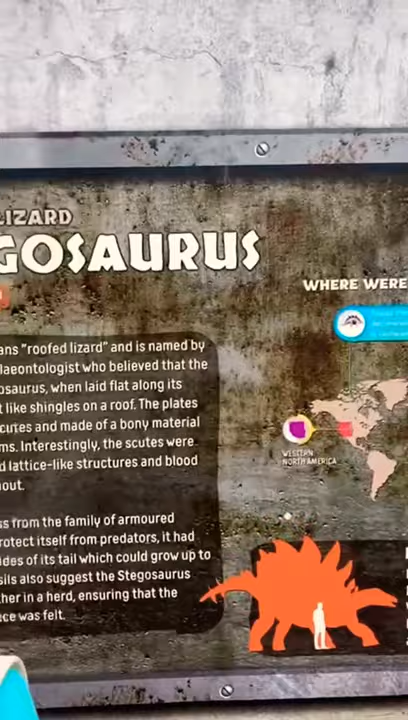 LIZARD
GOSAURUS
WHERE WERE
ans "roofed lizard" and is named by
laeontologist who believed that the
osaurus, when laid flat along its
t like shingles on a roof. The plates
cutes and made of a bony material
ms. Interestingly, the scutes were
d lattice-like structures and blood
hout.
WESTERN
NORTH AMERICA
ss from the family of armoured
rotect itself from predators, it had
ides of its tail which could grow up to
sils also suggest the Stegosaurus
ther in a herd, ensuring that the
ce was felt.